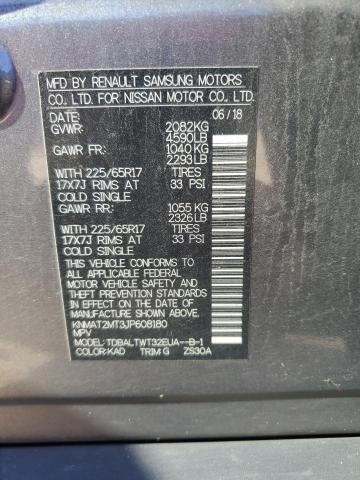 MFD BY RENAULT SAMSUNG MOTORS
CO., LTD. FOR NISSAN MOTOR CO., LTD.
DATE: 06/18
GVWR: 2082KG
4590LB
GAWR FR: 1040 KG
2293LB
WITH 225/65R17 TIRES
17X7J RIMS AT 33 PSI
COLD SINGLE
GAWR RR: 1055 KG
2326LB
WITH 225/65R17 TIRES
17X7J RIMS AT 33 PSI
COLD SINGLE
THIS VEHICLE CONFORMS TO
ALL APPLICABLE FEDERAL
MOTOR VEHICLE SAFETY AND
THEFT PREVENTION STANDARDS
IN EFFECT ON THE DATE OF
MANUFACTURE SHOWN ABOVE.
KNMAT2MT3JP608180
MPV
MODEL: TDBALTWT32EUA--B-1
COLOR: KAD TRIM: G ZS30A